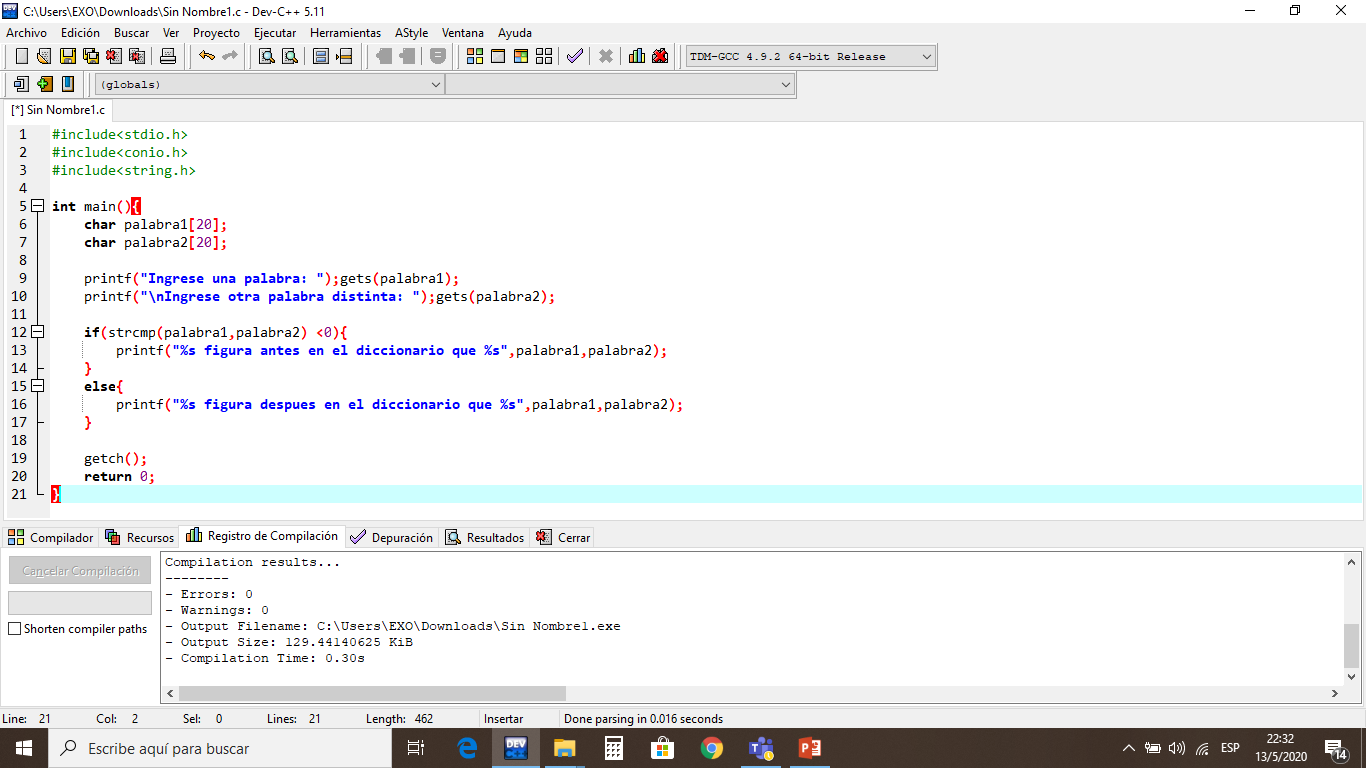 C:\Users\EXO\Downloads\Sin Nombre1.c - Dev-C++ 5.11
Archivo Edición Buscar Ver Proyecto Ejecutar Herramientas AStyle Ventana Ayuda
TDM-GCC 4.9.2 64-bit Release
(globals)
[*] Sin Nombre1.c
1 #include<stdio.h>
2 #include<conio.h>
3 #include<string.h>
4
5 int main(){
6 char palabra1[20];
7 char palabra2[20];
8
9 printf("Ingrese una palabra: ");gets(palabra1);
10 printf("\nIngrese otra palabra distinta: ");gets(palabra2);
11
12 if(strcmp(palabra1,palabra2) <0){
13 printf("%s figura antes en el diccionario que %s",palabra1,palabra2);
14 }
15 else{
16 printf("%s figura despues en el diccionario que %s",palabra1,palabra2);
17 }
18
19 getch();
20 return 0;
21 }
Compilador Recursos Registro de Compilación Depuración Resultados Cerrar
Cancelar Compilación
Shorten compiler paths
Compilation results...
--------
- Errors: 0
- Warnings: 0
- Output Filename: C:\Users\EXO\Downloads\Sin Nombre1.exe
- Output Size: 129.44140625 KiB
- Compilation Time: 0.30s
Line: 21 Col: 2 Sel: 0 Lines: 21 Length: 462 Insertar Done parsing in 0.016 seconds
Escribe aquí para buscar
DEV
ESP
22:32
13/5/2020
14